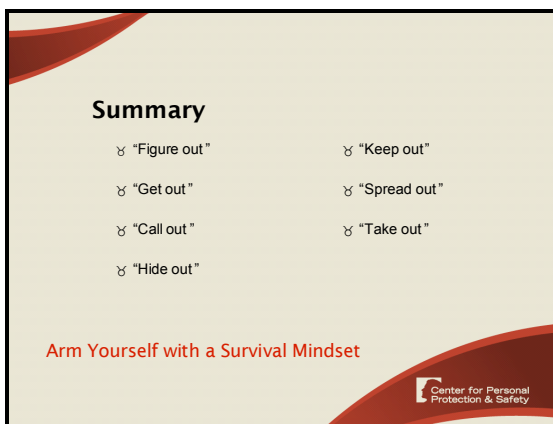 Summary
♉ “Figure out”
♉ “Get out”
♉ “Call out”
♉ “Hide out”
♉ “Keep out”
♉ “Spread out”
♉ “Take out”
Arm Yourself with a Survival Mindset
Center for Personal
Protection & Safety